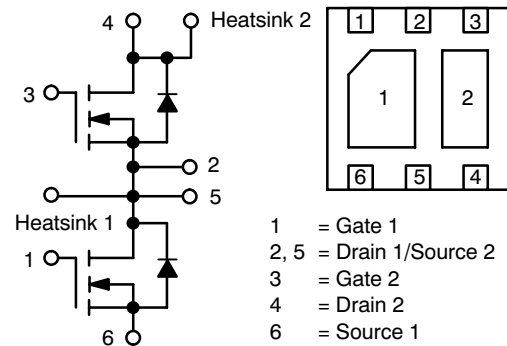 4
Heatsink 2
3
2
5
Heatsink 1
1
6
1 2 3
1 2
6 5 4
1 = Gate 1
2, 5 = Drain 1/Source 2
3 = Gate 2
4 = Drain 2
6 = Source 1